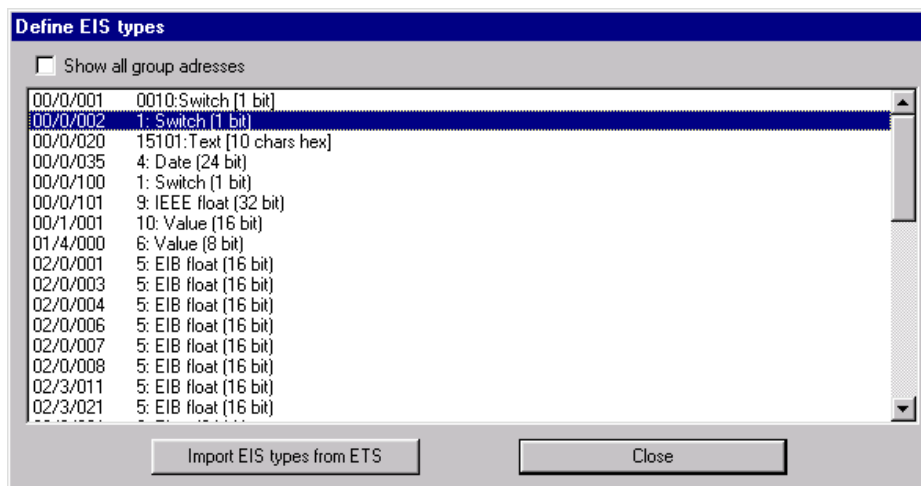 Define EIS types
Show all group adresses
00/0/001 0010:Switch [1 bit]
00/0/002 1: Switch (1 bit)
00/0/020 15101:Text [10 chars hex]
00/0/035 4: Date (24 bit)
00/0/100 1: Switch (1 bit)
00/0/101 9: IEEE float (32 bit)
00/1/001 10: Value (16 bit)
01/4/000 6: Value (8 bit)
02/0/001 5: EIB float (16 bit)
02/0/003 5: EIB float (16 bit)
02/0/004 5: EIB float (16 bit)
02/0/006 5: EIB float (16 bit)
02/0/007 5: EIB float (16 bit)
02/0/008 5: EIB float (16 bit)
02/3/011 5: EIB float (16 bit)
02/3/021 5: EIB float (16 bit)
Import EIS types from ETS Close